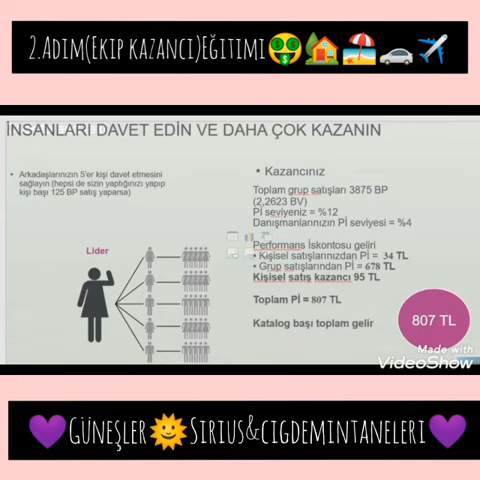 2.Adim(Ekip kazanci)Eğitimi🤑🏡🏖🚗✈
İNSANLARI DAVET EDİN VE DAHA ÇOK KAZANIN
• Arkadaşlarınızın 5'er kişi davet etmesini
sağlayın (hepsi de sizin yaptığınızı yapıp
kişi başı 125 BP satış yaparsa)
Lider
• Kazancınız
Toplam grup satışları 3875 BP
(2,2623 BV)
Pİ seviyeniz = %12
Danışmanlarınızın Pİ seviyesi = %4
Performans İskontosu geliri
• Kişisel satışlarınızdan Pİ = 34 TL
• Grup satışlarından Pİ = 678 TL
Kişisel satış kazancı 95 TL
Toplam Pİ = 807 TL
Katalog başı toplam gelir
807 TL
Made with
VideoShow
💜Güneşler🌞Sirius&cigdemintaneleri💜